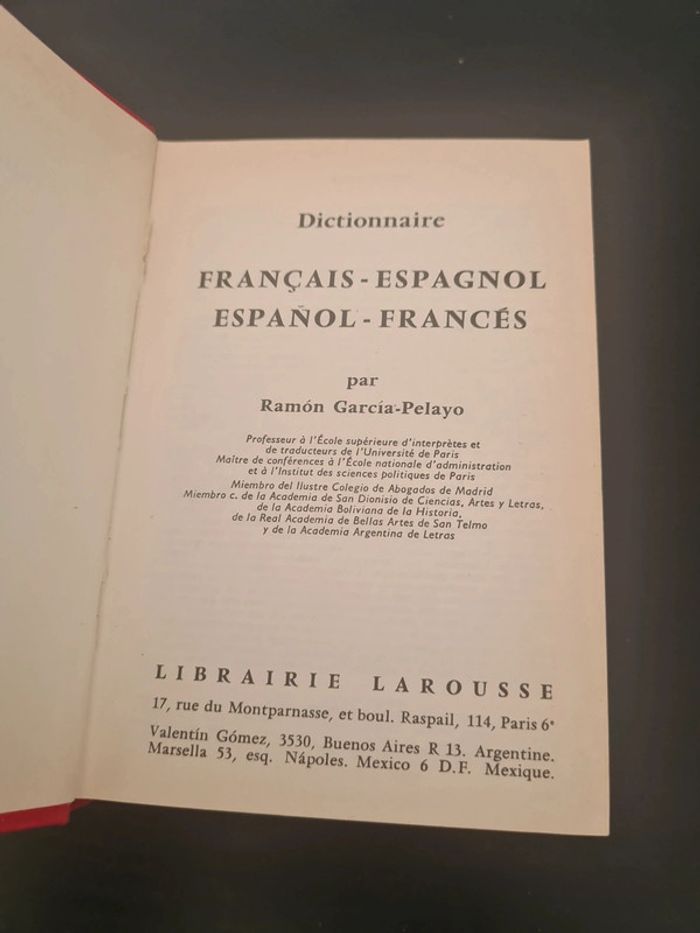 Dictionnaire
FRANÇAIS - ESPAGNOL
ESPAÑOL - FRANCÉS
par
Ramón García-Pelayo
Professeur à l'École supérieure d'interprètes et
de traducteurs de l'Université de Paris
Maître de conférences à l'École nationale d'administration
et à l'Institut des sciences politiques de Paris
Miembro del Ilustre Colegio de Abogados de Madrid
Miembro c. de la Academia de San Dionisio de Ciencias, Artes y Letras,
de la Academia Boliviana de la Historia,
de la Real Academia de Bellas Artes de San Telmo
y de la Academia Argentina de Letras
LIBRAIRIE LAROUSSE
17, rue du Montparnasse, et boul. Raspail, 114, Paris 6e
Valentín Gómez, 3530, Buenos Aires R 13. Argentine.
Marsella 53, esq. Nápoles. Mexico 6 D.F. Mexique.